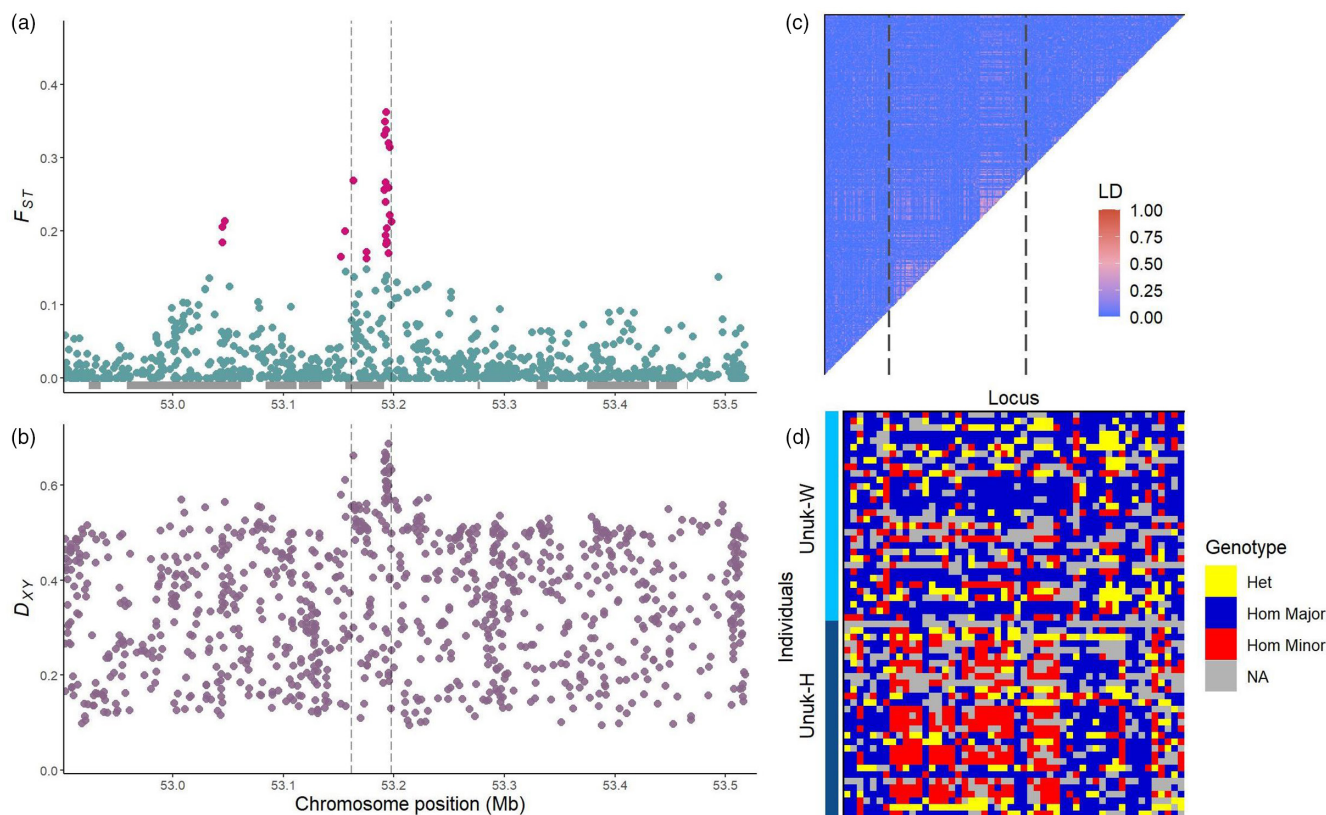 (a)
0.4
0.3
0.2
0.1
0.0
F_ST
53.0
53.1
53.2
53.3
53.4
53.5
(b)
0.6
0.4
0.2
0.0
D_XY
53.0
53.1
53.2
53.3
53.4
53.5
Chromosome position (Mb)
(c)
LD
1.00
0.75
0.50
0.25
0.00
(d)
Locus
Individuals
Unuk-W
Unuk-H
Genotype
Het
Hom Major
Hom Minor
NA